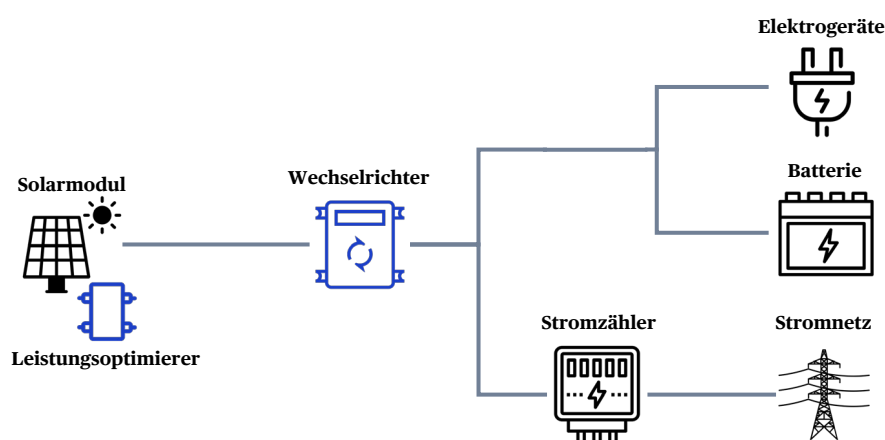 Elektrogeräte
Batterie
Wechselrichter
Solarmodul
Leistungsoptimierer
Stromzähler
Stromnetz